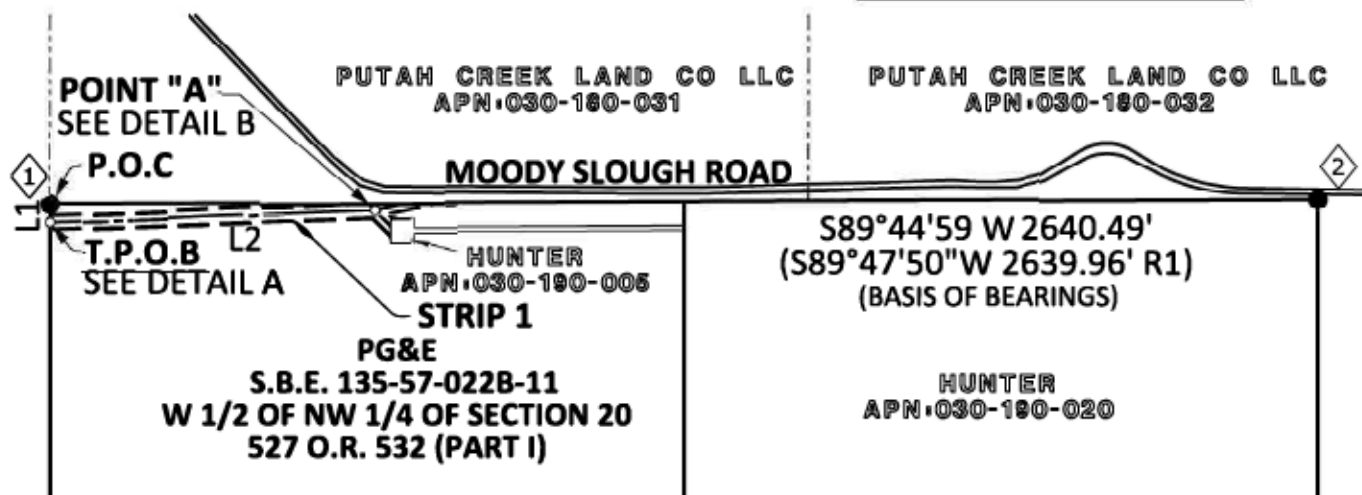 PUTAH CREEK LAND CO LLC
APN:030-180-031
PUTAH CREEK LAND CO LLC
APN:030-180-032
POINT "A"
SEE DETAIL B
P.O.C
MOODY SLOUGH ROAD
1
2
L1
L2
T.P.O.B
SEE DETAIL A
HUNTER
APN:030-190-005
STRIP 1
S89°44'59 W 2640.49'
(S89°47'50"W 2639.96' R1)
(BASIS OF BEARINGS)
PG&E
S.B.E. 135-57-022B-11
W 1/2 OF NW 1/4 OF SECTION 20
527 O.R. 532 (PART I)
HUNTER
APN:030-190-020